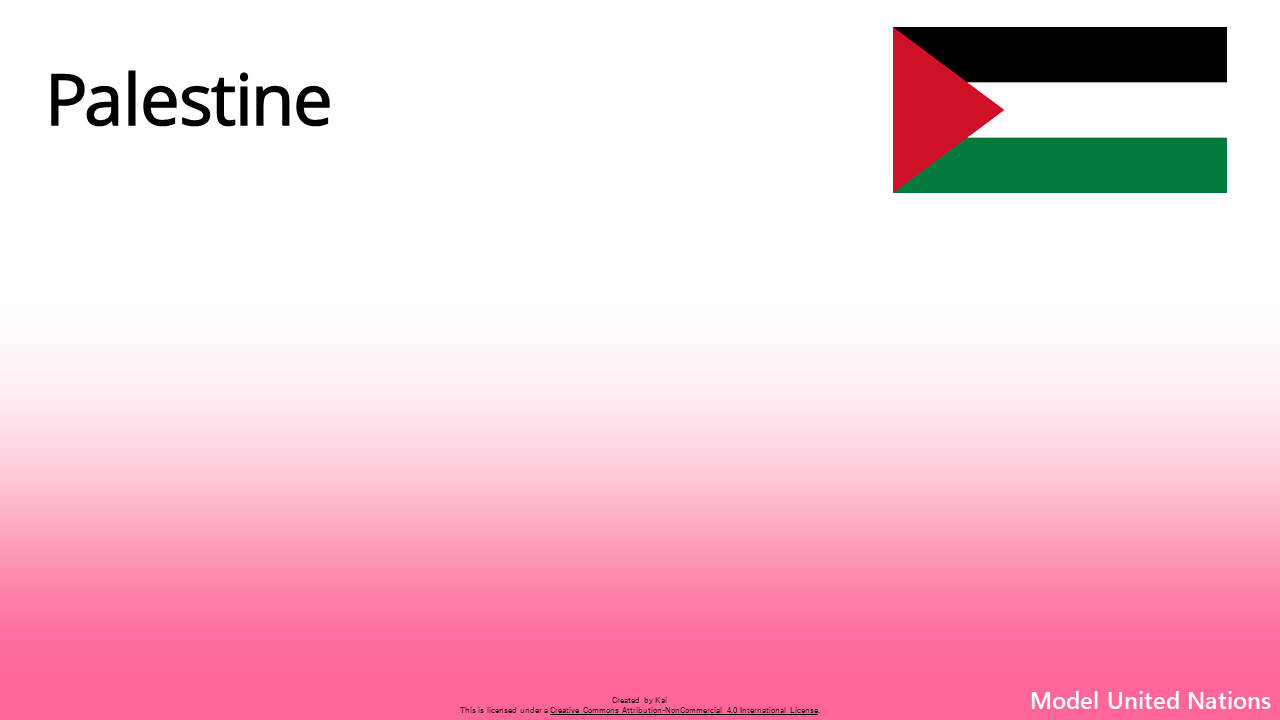 Palestine
Created by Kai
This is licensed under a Creative Commons Attribution-NonCommercial 4.0 International License.
Model United Nations